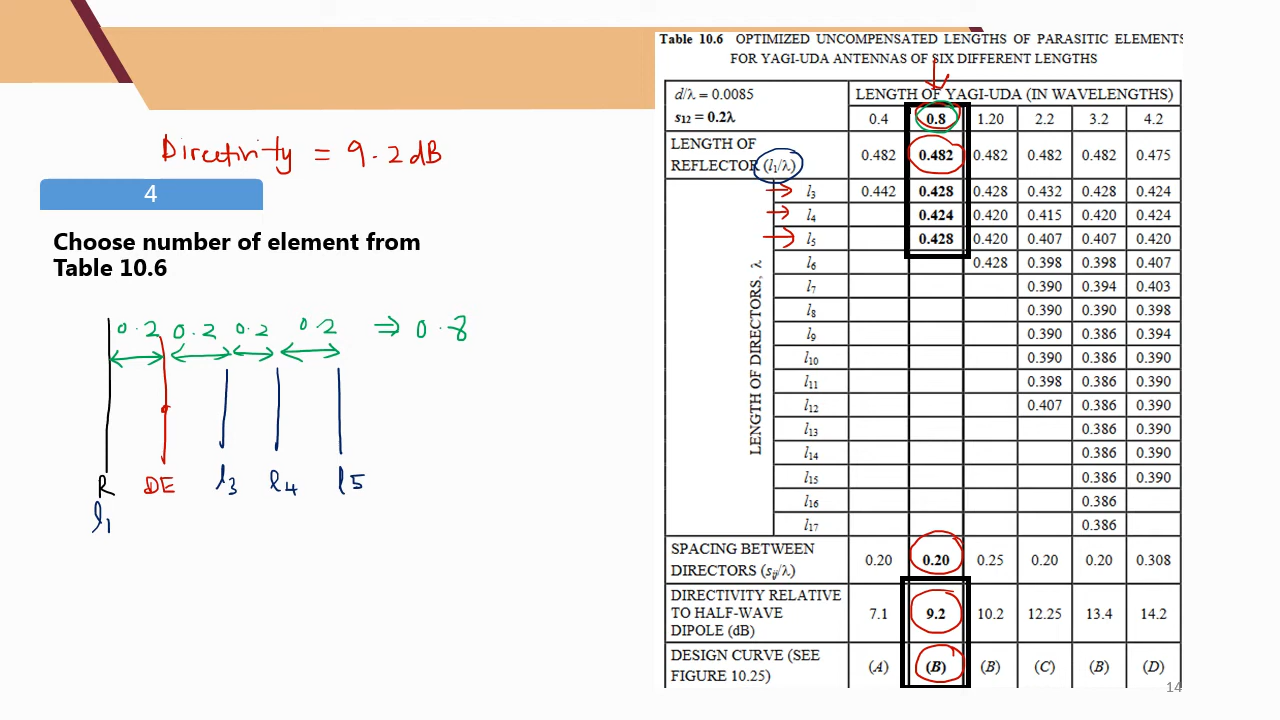 Directivity = 9.2 dB
4
Choose number of element from
Table 10.6
0.2 0.2 0.2 0.2 ⇒ 0.8
R DE l3 l4 l5
l1
Table 10.6 OPTIMIZED UNCOMPENSATED LENGTHS OF PARASITIC ELEMENTS
FOR YAGI-UDA ANTENNAS OF SIX DIFFERENT LENGTHS
d/λ = 0.0085 LENGTH OF YAGI-UDA (IN WAVELENGTHS)
s12 = 0.2λ 0.4 0.8 1.20 2.2 3.2 4.2
LENGTH OF
REFLECTOR (l1/λ) 0.482 0.482 0.482 0.482 0.482 0.475
LENGTH OF DIRECTORS, λ
l3 0.442 0.428 0.428 0.432 0.428 0.424
l4 0.424 0.420 0.415 0.420 0.424
l5 0.428 0.420 0.407 0.407 0.420
l6 0.428 0.398 0.398 0.407
l7 0.390 0.394 0.403
l8 0.390 0.390 0.398
l9 0.390 0.386 0.394
l10 0.390 0.386 0.390
l11 0.398 0.386 0.390
l12 0.407 0.386 0.390
l13 0.386 0.390
l14 0.386 0.390
l15 0.386 0.390
l16 0.386
l17 0.386
SPACING BETWEEN
DIRECTORS (sij/λ) 0.20 0.20 0.25 0.20 0.20 0.308
DIRECTIVITY RELATIVE
TO HALF-WAVE
DIPOLE (dB) 7.1 9.2 10.2 12.25 13.4 14.2
DESIGN CURVE (SEE
FIGURE 10.25) (A) (B) (B) (C) (B) (D)
14